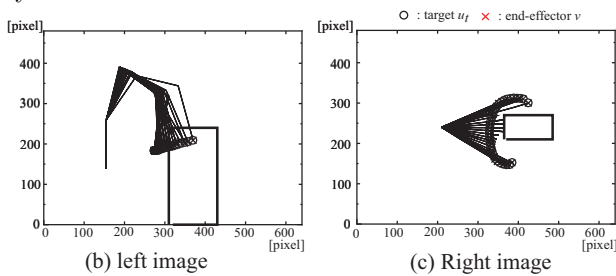 ○ : target u_t × : end-effector v
[pixel]
400
300
200
100
0
0 100 200 300 400 500 600
[pixel]
(b) left image
[pixel]
400
300
200
100
0
0 100 200 300 400 500 600
[pixel]
(c) Right image